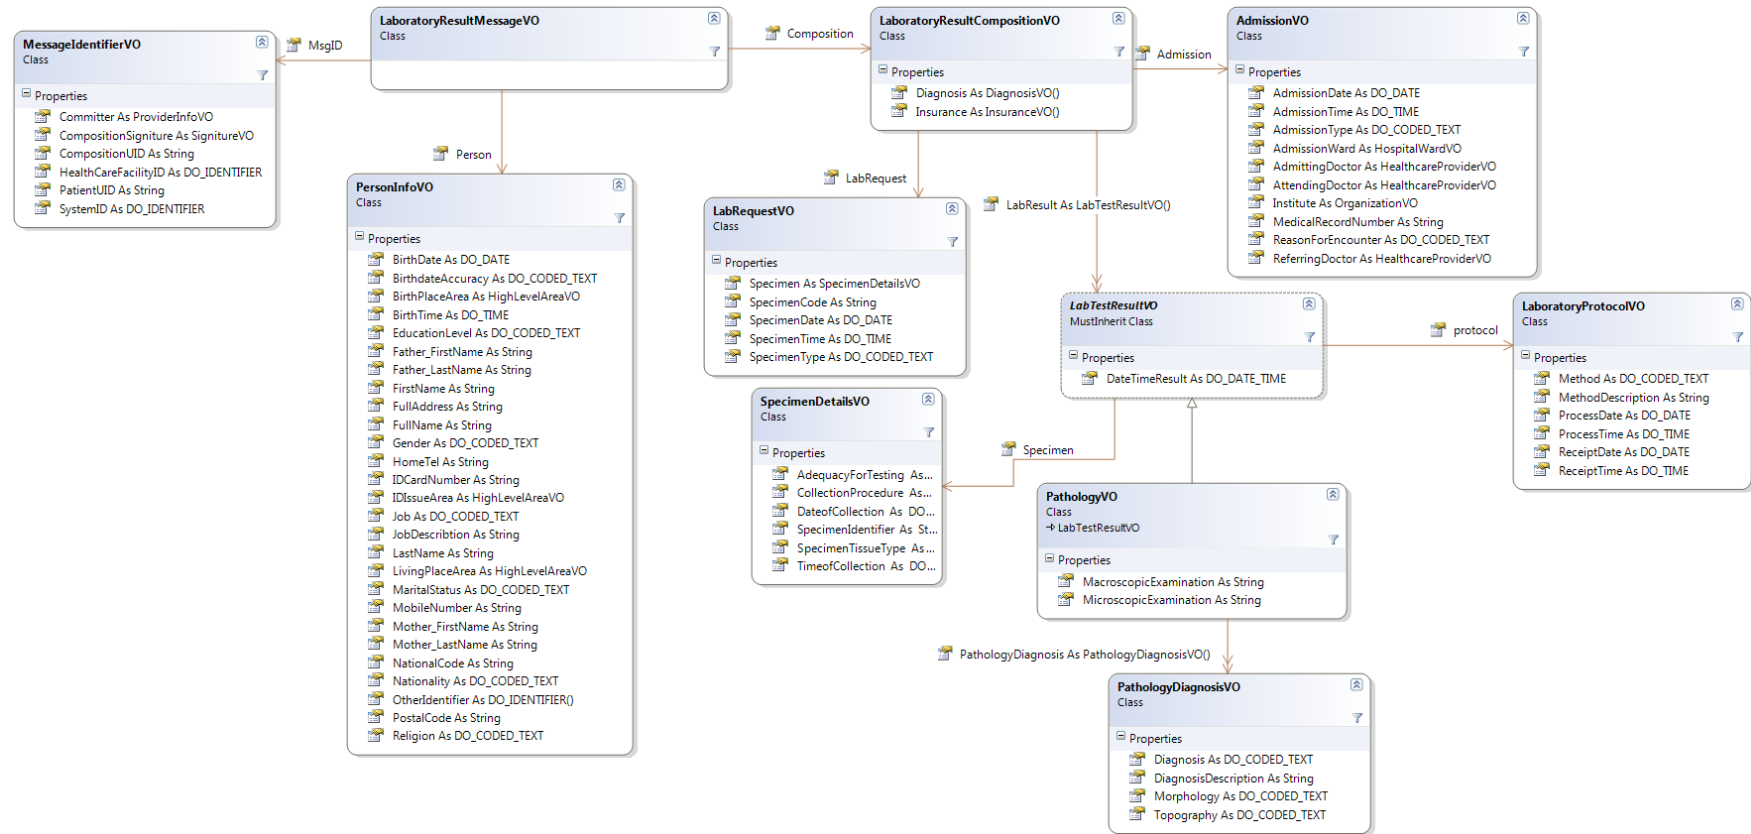 MessageIdentifierVO
Class
Properties
Committer As ProviderInfoVO
CompositionSigniture As SignitureVO
CompositionUID As String
HealthCareFacilityID As DO_IDENTIFIER
PatientUID As String
SystemID As DO_IDENTIFIER
MsgID
LaboratoryResultMessageVO
Class
Composition
Person
PersonInfoVO
Class
Properties
BirthDate As DO_DATE
BirthdateAccuracy As DO_CODED_TEXT
BirthPlaceArea As HighLevelAreaVO
BirthTime As DO_TIME
EducationLevel As DO_CODED_TEXT
Father_FirstName As String
Father_LastName As String
FirstName As String
FullAddress As String
FullName As String
Gender As DO_CODED_TEXT
HomeTel As String
IDCardNumber As String
IDIssueArea As HighLevelAreaVO
Job As DO_CODED_TEXT
JobDescribtion As String
LastName As String
LivingPlaceArea As HighLevelAreaVO
MaritalStatus As DO_CODED_TEXT
MobileNumber As String
Mother_FirstName As String
Mother_LastName As String
NationalCode As String
Nationality As DO_CODED_TEXT
OtherIdentifier As DO_IDENTIFIER()
PostalCode As String
Religion As DO_CODED_TEXT
LaboratoryResultCompositionVO
Class
Properties
Diagnosis As DiagnosisVO()
Insurance As InsuranceVO()
Admission
AdmissionVO
Class
Properties
AdmissionDate As DO_DATE
AdmissionTime As DO_TIME
AdmissionType As DO_CODED_TEXT
AdmissionWard As HospitalWardVO
AdmittingDoctor As HealthcareProviderVO
AttendingDoctor As HealthcareProviderVO
Institute As OrganizationVO
MedicalRecordNumber As String
ReasonForEncounter As DO_CODED_TEXT
ReferringDoctor As HealthcareProviderVO
LabRequest
LabResult As LabTestResultVO()
LabRequestVO
Class
Properties
Specimen As SpecimenDetailsVO
SpecimenCode As String
SpecimenDate As DO_DATE
SpecimenTime As DO_TIME
SpecimenType As DO_CODED_TEXT
LabTestResultVO
MustInherit Class
Properties
DateTimeResult As DO_DATE_TIME
protocol
LaboratoryProtocolVO
Class
Properties
Method As DO_CODED_TEXT
MethodDescription As String
ProcessDate As DO_DATE
ProcessTime As DO_TIME
ReceiptDate As DO_DATE
ReceiptTime As DO_TIME
SpecimenDetailsVO
Class
Properties
AdequacyForTesting As...
CollectionProcedure As...
DateofCollection As DO...
SpecimenIdentifier As St...
SpecimenTissueType As...
TimeofCollection As DO...
Specimen
PathologyVO
Class
LabTestResultVO
Properties
MacroscopicExamination As String
MicroscopicExamination As String
PathologyDiagnosis As PathologyDiagnosisVO()
PathologyDiagnosisVO
Class
Properties
Diagnosis As DO_CODED_TEXT
DiagnosisDescription As String
Morphology As DO_CODED_TEXT
Topography As DO_CODED_TEXT